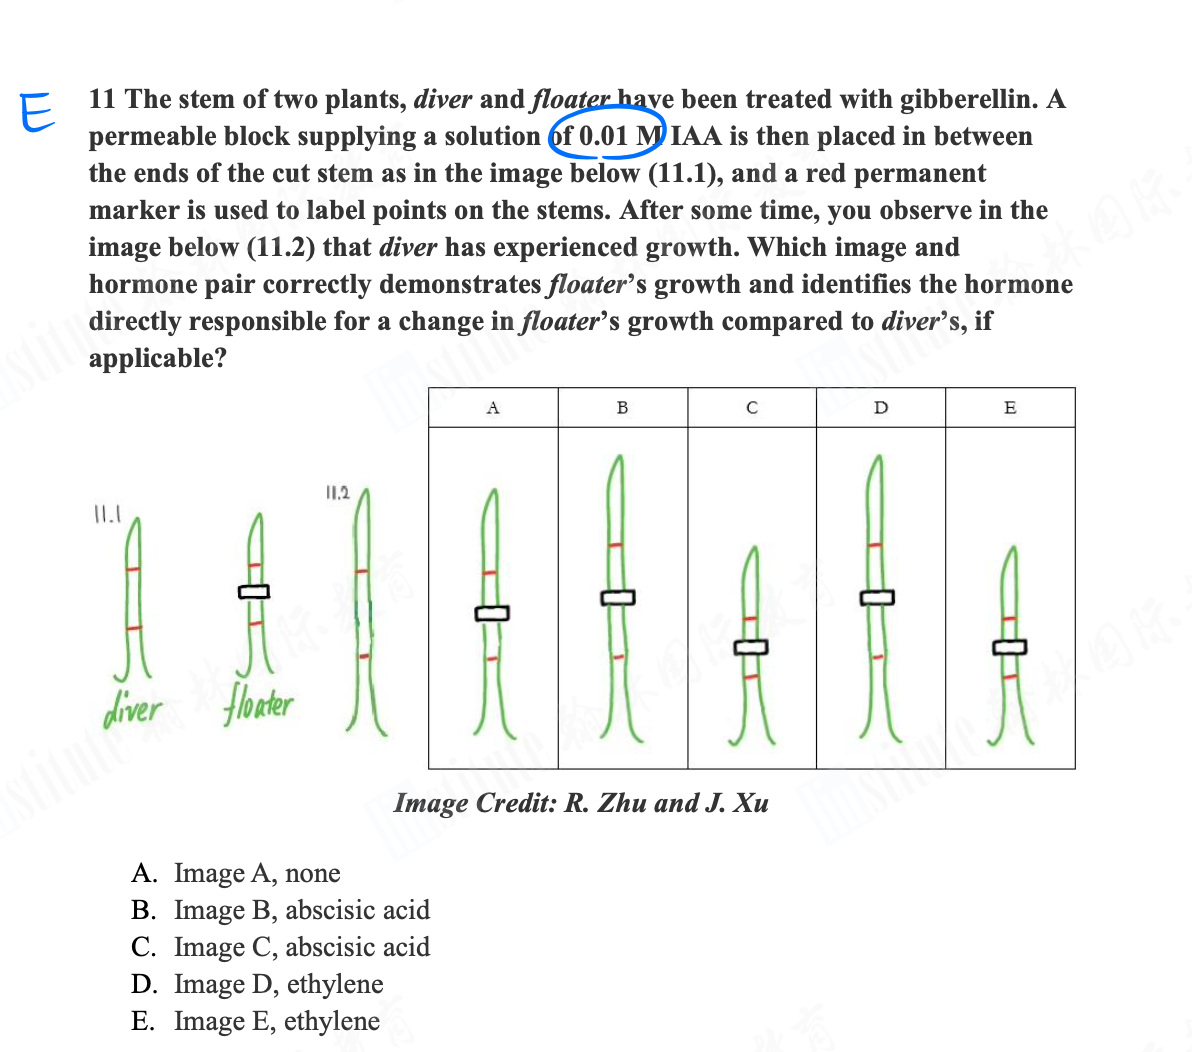 E
11 The stem of two plants, diver and floater have been treated with gibberellin. A
permeable block supplying a solution of 0.01 M IAA is then placed in between
the ends of the cut stem as in the image below (11.1), and a red permanent
marker is used to label points on the stems. After some time, you observe in the
image below (11.2) that diver has experienced growth. Which image and
hormone pair correctly demonstrates floater’s growth and identifies the hormone
directly responsible for a change in floater’s growth compared to diver’s, if
applicable?
A B C D E
11.1
11.2
diver
floater
Image Credit: R. Zhu and J. Xu
A. Image A, none
B. Image B, abscisic acid
C. Image C, abscisic acid
D. Image D, ethylene
E. Image E, ethylene